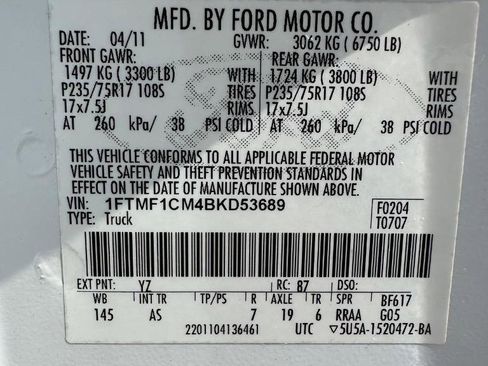 MFD. BY FORD MOTOR CO.
DATE: 04/11 GVWR: 3062 KG (6750 LB)
FRONT GAWR: REAR GAWR:
1497 KG (3300 LB) WITH 1724 KG (3800 LB) WITH
P235/75R17 108S TIRES P235/75R17 108S TIRES
17x7.5J RIMS 17x7.5J RIMS
AT 260 kPa/ 38 PSI COLD AT 260 kPa/ 38 PSI COLD
THIS VEHICLE CONFORMS TO ALL APPLICABLE FEDERAL MOTOR
VEHICLE SAFETY AND THEFT PREVENTION STANDARDS IN
EFFECT ON THE DATE OF MANUFACTURE SHOWN ABOVE.
VIN: 1FTMF1CM4BKD53689 F0204
TYPE: Truck T0707
EXT PNT: YZ RC: 87 DSO:
WB INT TR TP/PS R AXLE TR SPR BF617
145 AS 7 19 6 RRAA G05
2201104136461 UTC ▽5U5A-1520472-BA